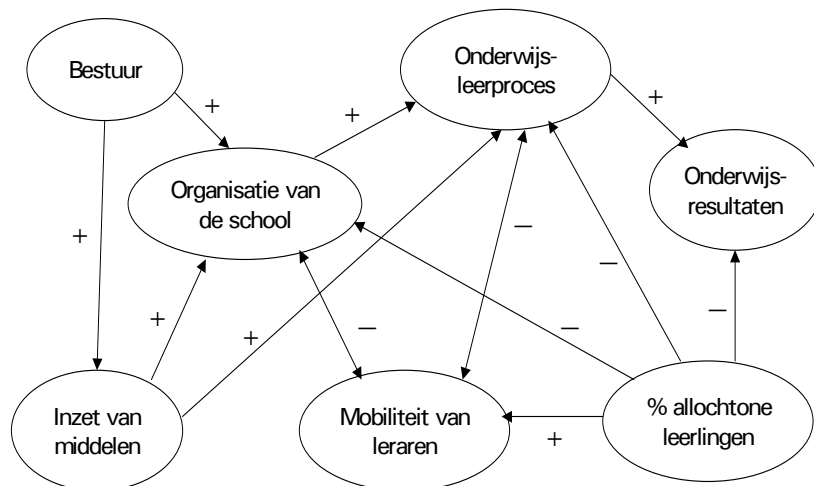 Bestuur
Onderwijs-
leerproces
+
+
+
Organisatie van
de school
Onderwijs-
resultaten
+
–
–
+
+
–
–
–
Inzet van
middelen
Mobiliteit van
leraren
+
% allochtone
leerlingen